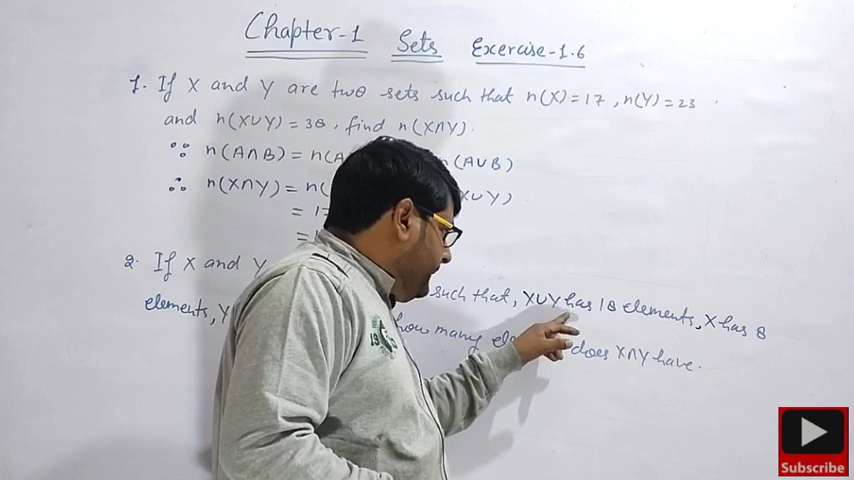 Chapter-1 Sets Exercise-1.6
1. If X and Y are two sets such that n(X)=17, n(Y)=23
and n(X∪Y)=38, find n(X∩Y).
∵ n(A∩B) = n(A n(A∪B)
∴ n(X∩Y) = n( X∪Y)
= 17
=
2. If X and Y such that, X∪Y has 18 elements, X has 8
elements, Y how many does X∩Y have.
Subscribe